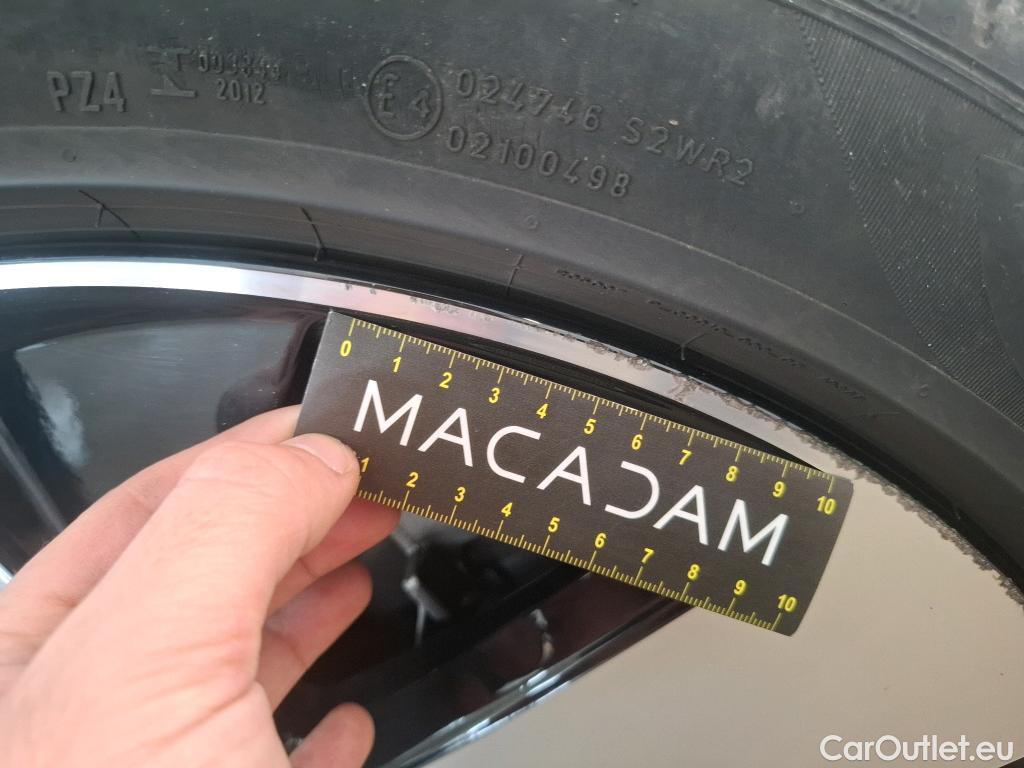 PZ4
2012
E4
024746 S2WR2
02100498
0 1 2 3 4 5 6 7 8 9 10
MACADAM
1 2 3 4 5 6 7 8 9 10
CarOutlet.eu